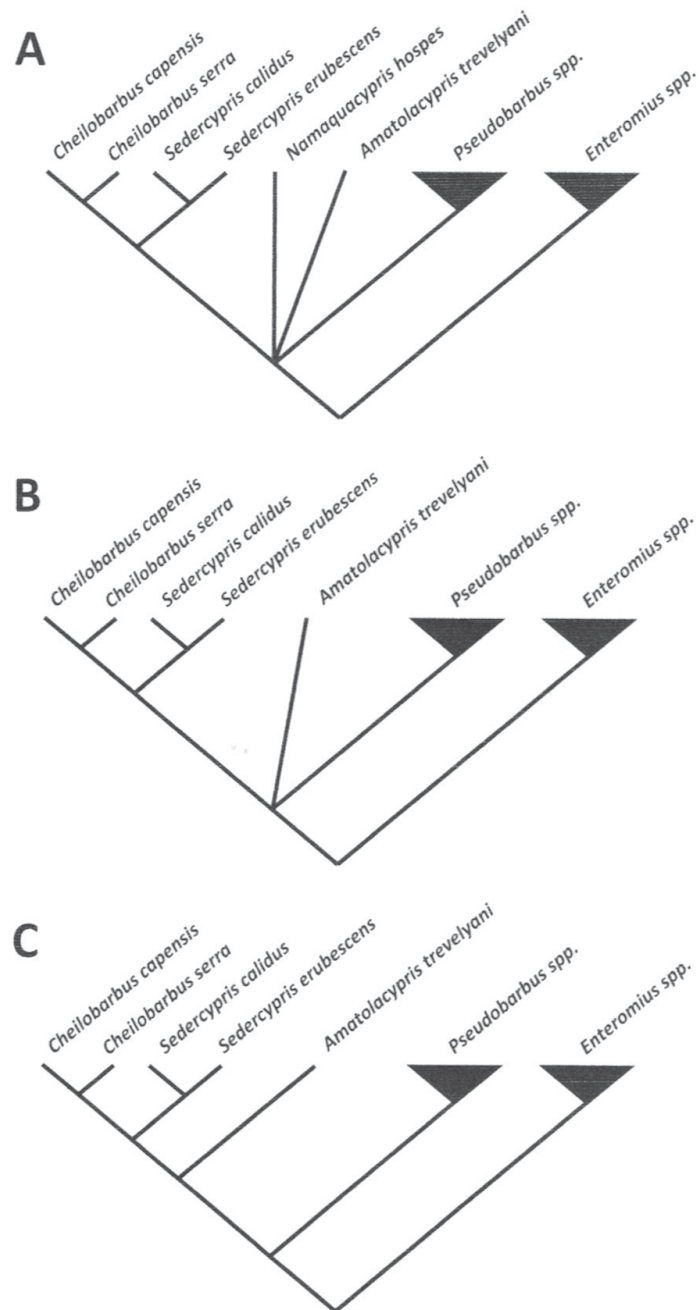 A
Cheilobarbus capensis
Cheilobarbus serra
Sedercypris calidus
Sedercypris erubescens
Namaquacypris hospes
Amatolacypris trevelyani
Pseudobarbus spp.
Enteromius spp.
B
Cheilobarbus capensis
Cheilobarbus serra
Sedercypris calidus
Sedercypris erubescens
Amatolacypris trevelyani
Pseudobarbus spp.
Enteromius spp.
C
Cheilobarbus capensis
Cheilobarbus serra
Sedercypris calidus
Sedercypris erubescens
Amatolacypris trevelyani
Pseudobarbus spp.
Enteromius spp.